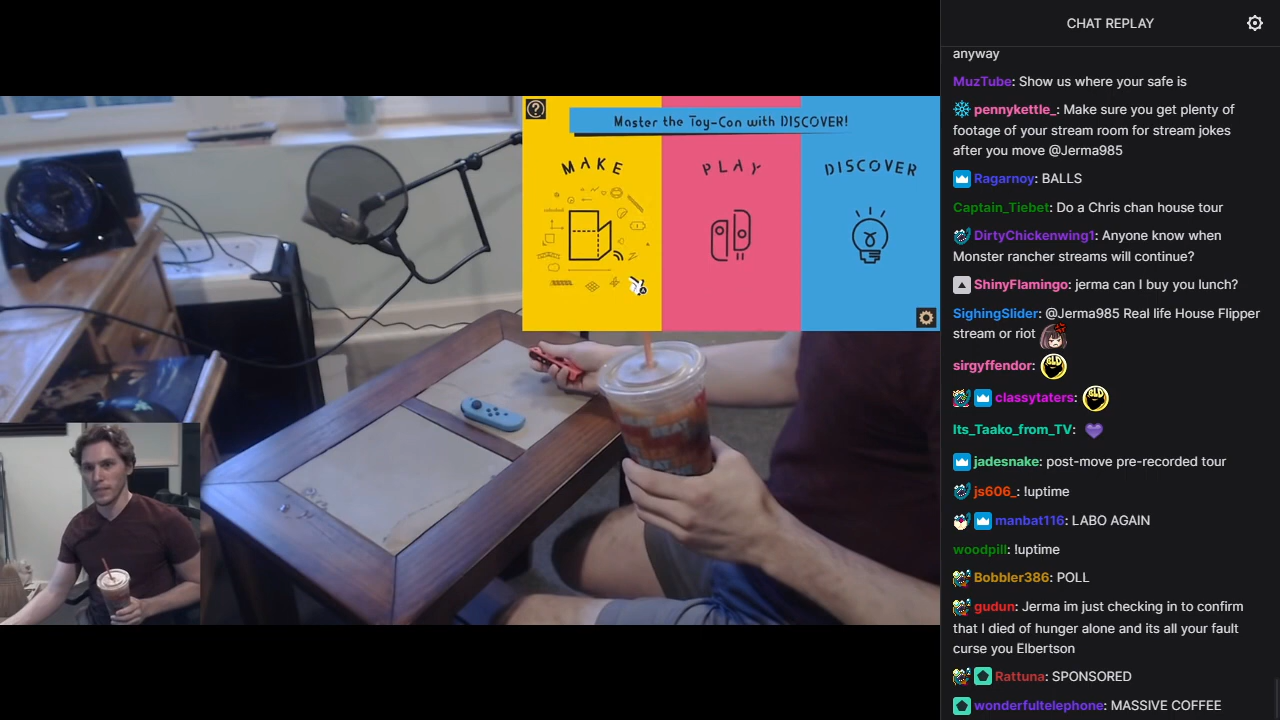 Master the Toy-Con with DISCOVER!
MAKE
PLAY
DISCOVER
CHAT REPLAY
anyway
MuzTube: Show us where your safe is
pennykettle_: Make sure you get plenty of
footage of your stream room for stream jokes
after you move @Jerma985
Ragarnoy: BALLS
Captain_Tiebet: Do a Chris chan house tour
DirtyChickenwing1: Anyone know when
Monster rancher streams will continue?
ShinyFlamingo: jerma can I buy you lunch?
SighingSlider: @Jerma985 Real life House Flipper
stream or riot
sirgyffendor:
classytaters:
Its_Taako_from_TV:
jadesnake: post-move pre-recorded tour
js606_: !uptime
manbat116: LABO AGAIN
woodpill: !uptime
Bobbler386: POLL
gudun: Jerma im just checking in to confirm
that I died of hunger alone and its all your fault
curse you Elbertson
Rattuna: SPONSORED
wonderfultelephone: MASSIVE COFFEE